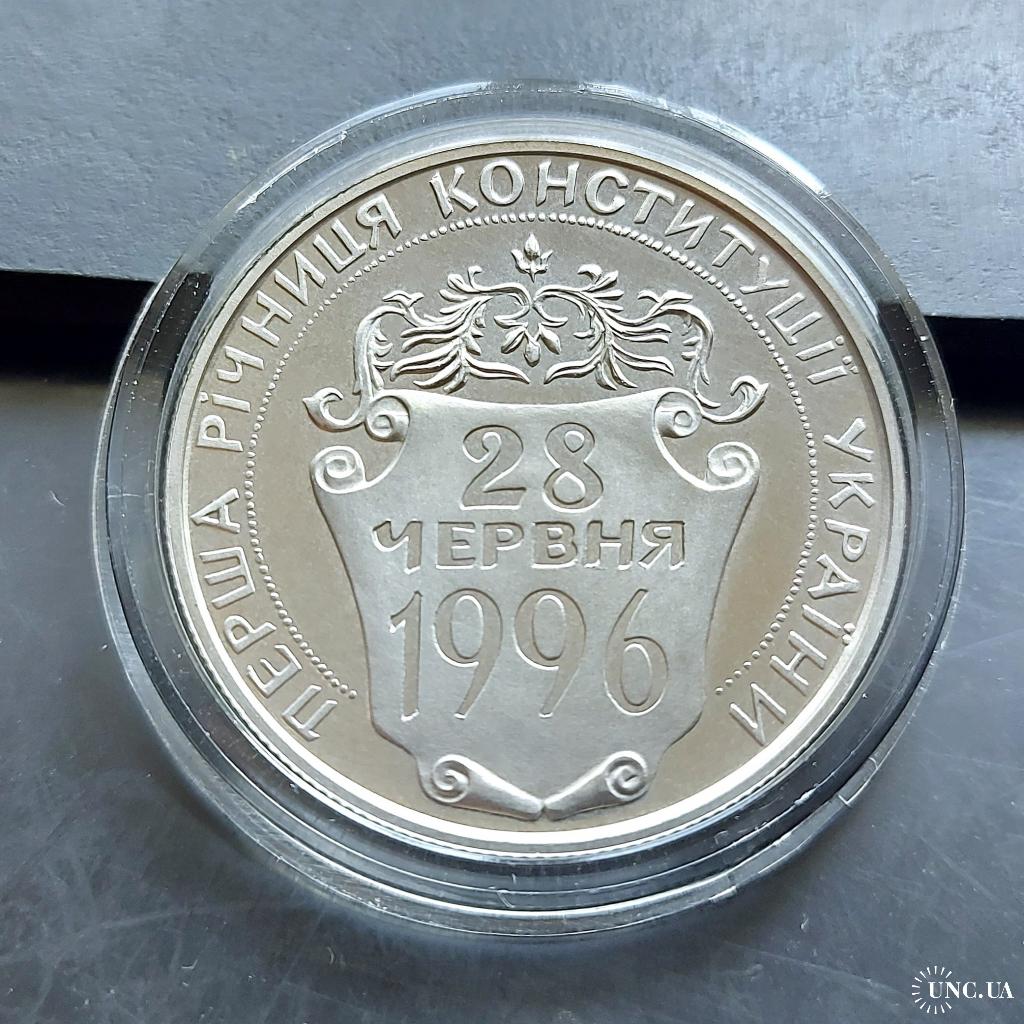 ПЕРША РІЧНИЦЯ КОНСТИТУЦІЇ УКРАЇНИ
28
ЧЕРВНЯ
1996
UNC.UA